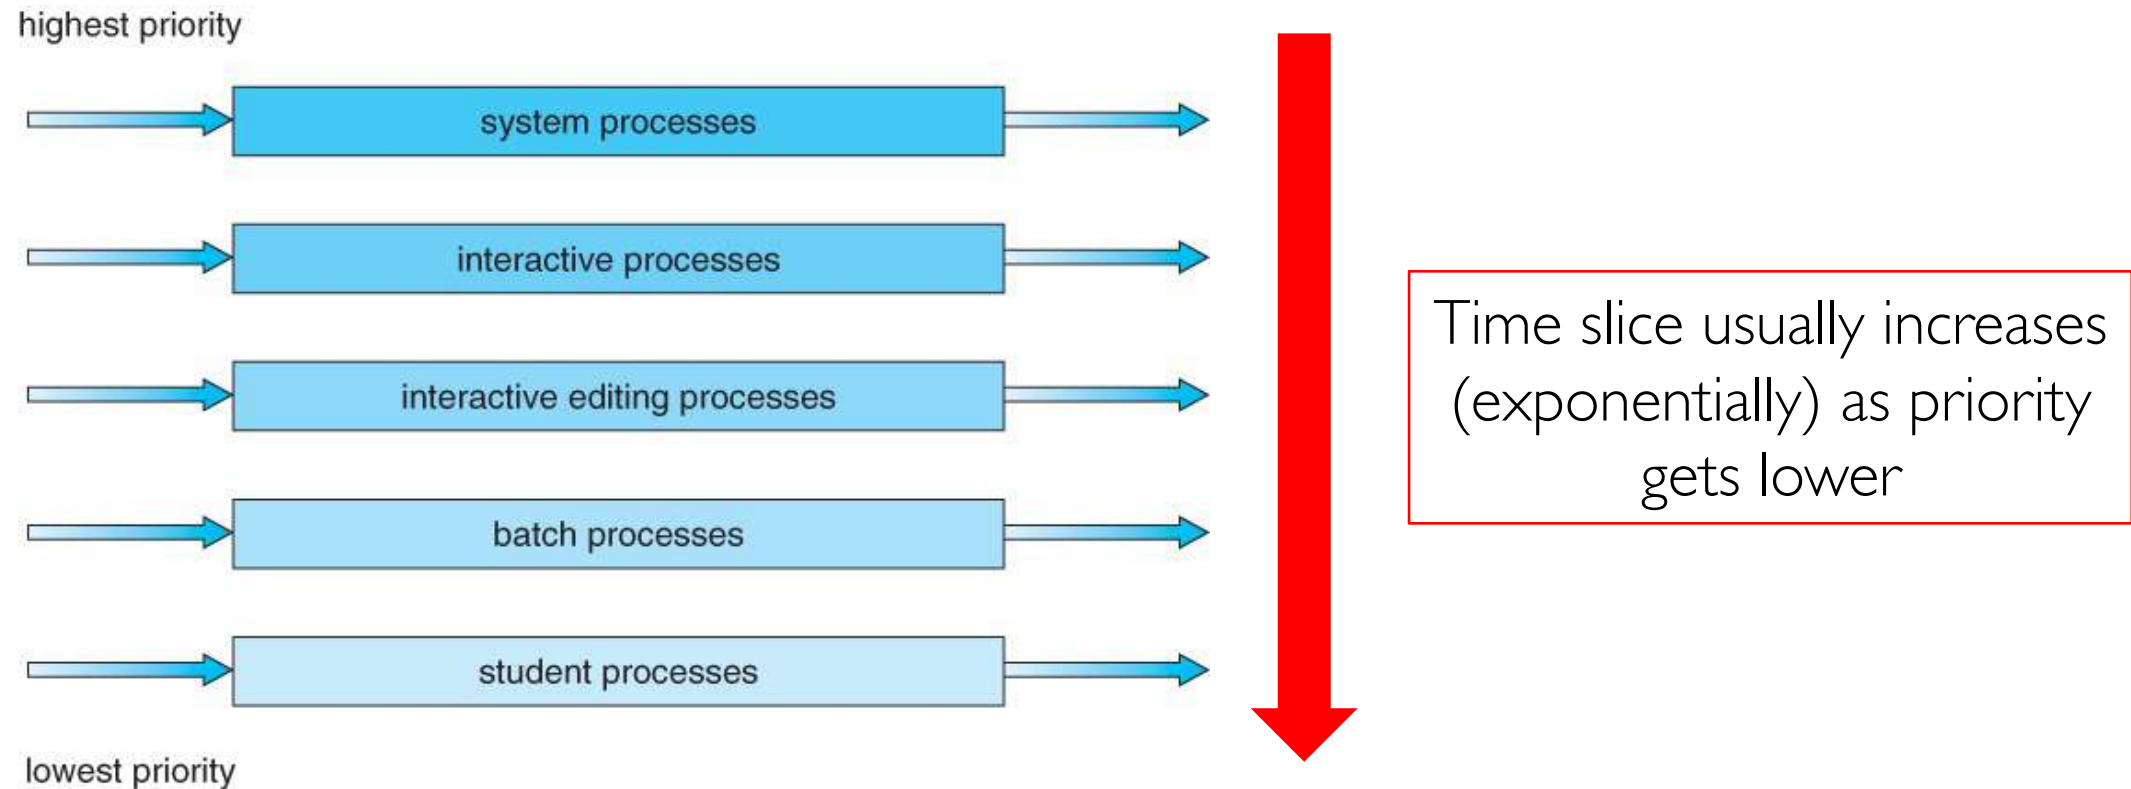 highest priority
system processes
interactive processes
interactive editing processes
batch processes
student processes
lowest priority
Time slice usually increases
(exponentially) as priority
gets lower